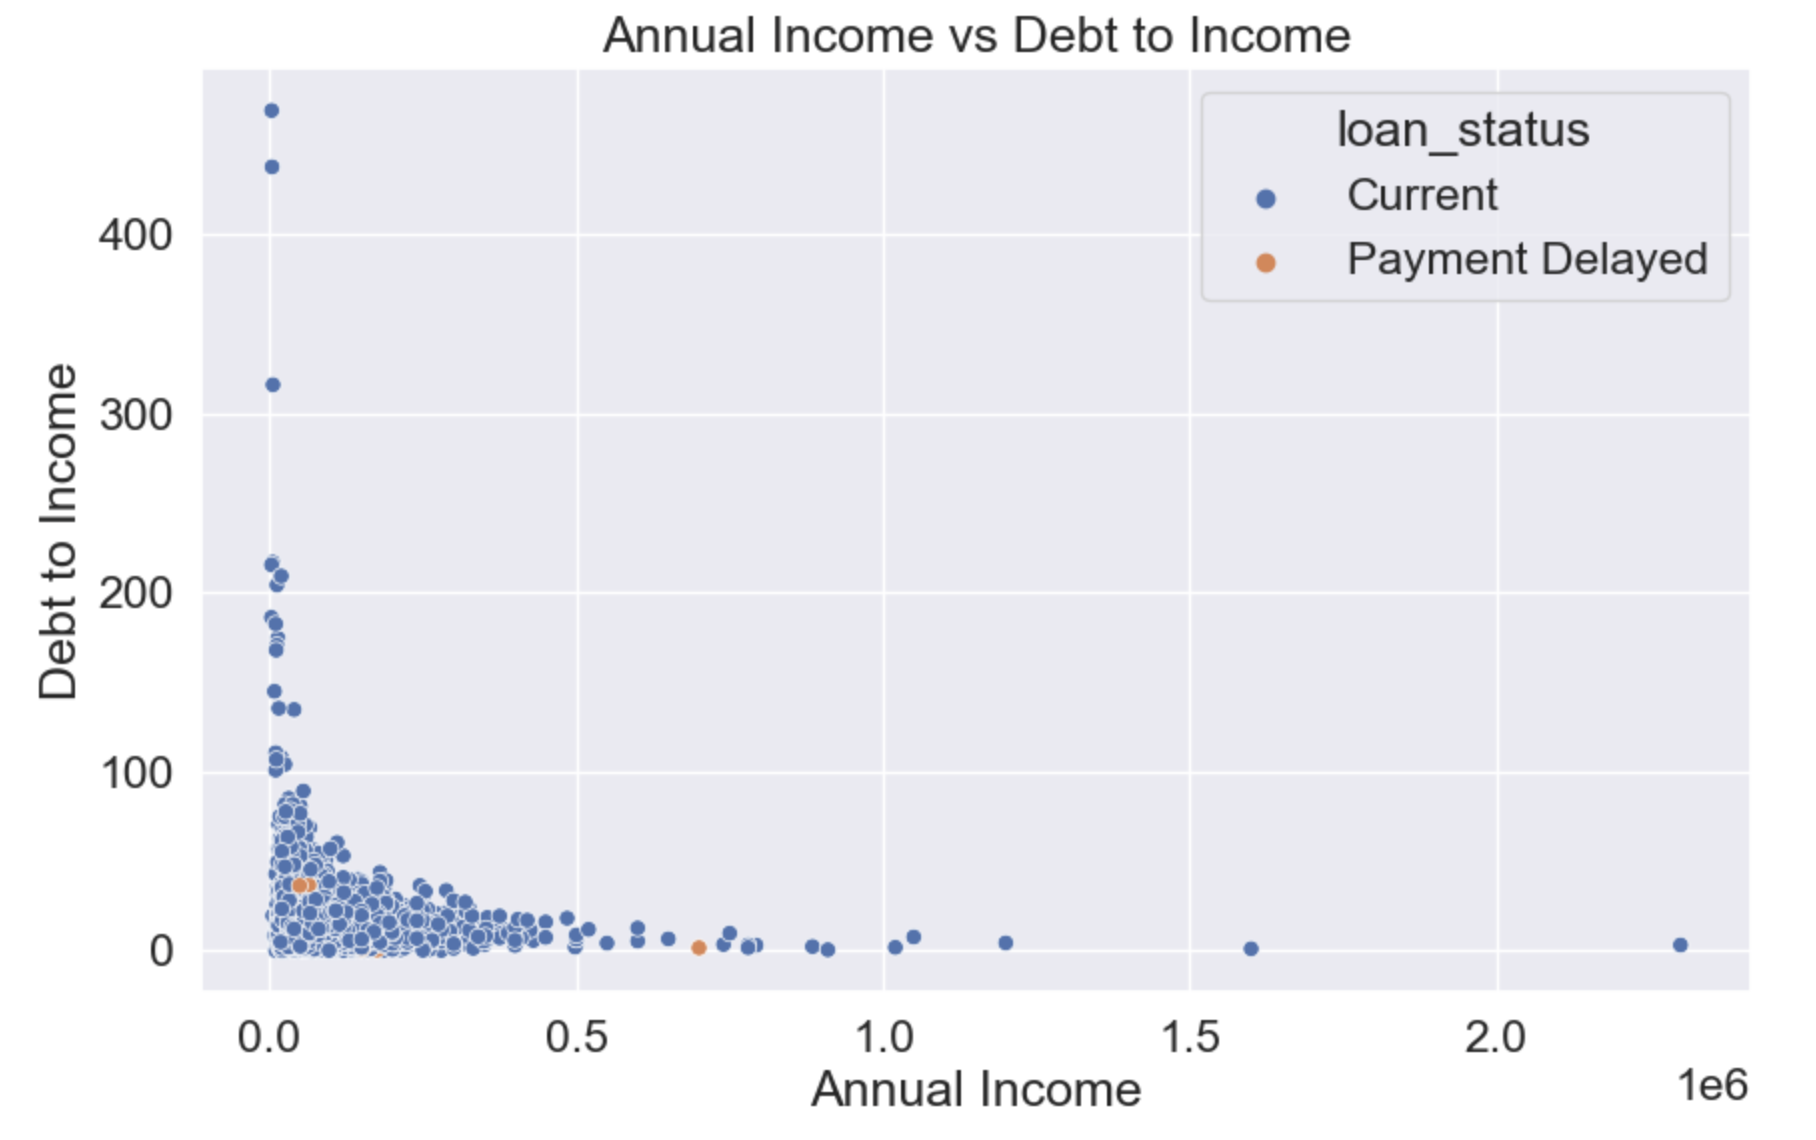 Annual Income vs Debt to Income
loan_status
Current
Payment Delayed
Debt to Income
400
300
200
100
0
0.0 0.5 1.0 1.5 2.0
1e6
Annual Income